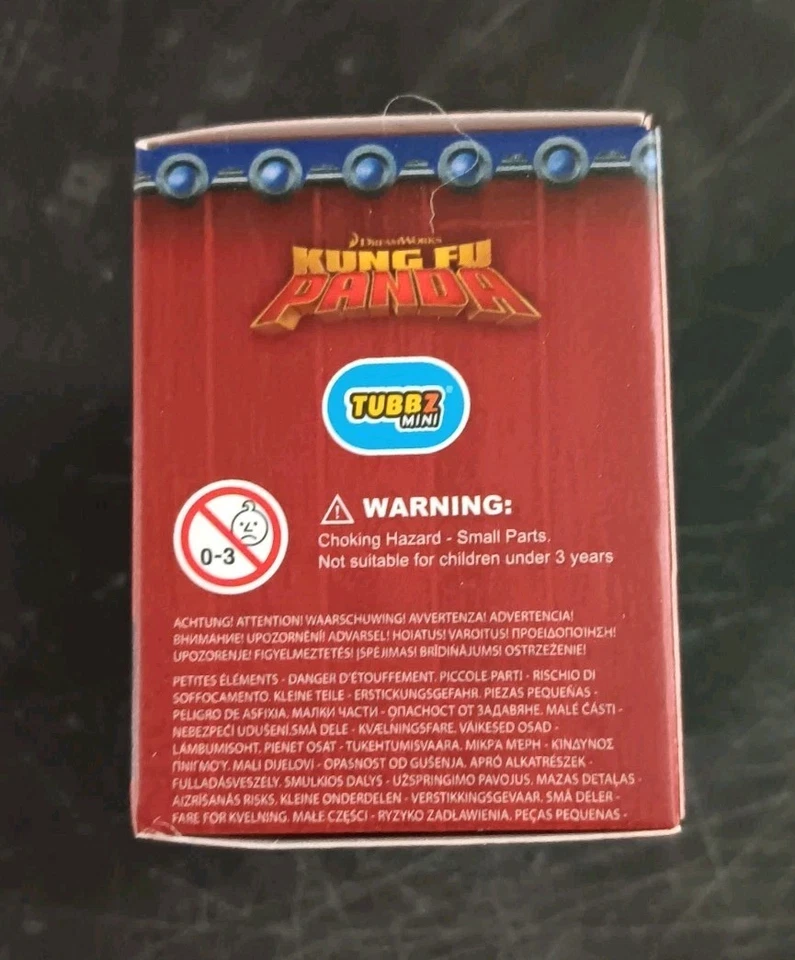 DREAMWORKS
KUNG FU
PANDA
TUBBZ®
MINI
0-3
WARNING:
Choking Hazard - Small Parts.
Not suitable for children under 3 years
ACHTUNG! ATTENTION! WAARSCHUWING! AVVERTENZA! ADVERTENCIA!
ВНИМАНИЕ! UPOZORNĚNÍ! ADVARSEL! HOIATUS! VAROITUS! ΠΡΟΕΙΔΟΠΟΙΗΣΗ!
UPOZORENJE! FIGYELMEZTETÉS! ĮSPĖJIMAS! BRĪDINĀJUMS! OSTRZEŻENIE!
PETITES ÉLÉMENTS - DANGER D'ÉTOUFFEMENT. PICCOLE PARTI - RISCHIO DI
SOFFOCAMENTO. KLEINE TEILE - ERSTICKUNGSGEFAHR. PIEZAS PEQUEÑAS -
PELIGRO DE ASFIXIA. МАЛКИ ЧАСТИ - ОПАСНОСТ ОТ ЗАДАВЯНЕ. MALÉ ČÁSTI -
NEBEZPEČÍ UDUŠENÍ.SMÅ DELE - KVÆLNINGSFARE. VÄIKESED OSAD -
LÄMBUMISOHT. PIENET OSAT - TUKEHTUMISVAARA. ΜΙΚΡΑ ΜΕΡΗ - ΚΙΝΔΥΝΟΣ
ΠΝΙΓΜΟΎ. MALI DIJELOVI - OPASNOST OD GUŠENJA. APRÓ ALKATRÉSZEK -
FULLADÁSVESZÉLY. SMULKIOS DALYS - UŽSPRINGIMO PAVOJUS. MAZAS DETAĻAS -
AIZRĪŠANĀS RISKS. KLEINE ONDERDELEN - VERSTIKKINGSGEVAAR. SMÅ DELER -
FARE FOR KVELNING. MAŁE CZĘŚCI - RYZYKO ZADŁAWIENIA. PEÇAS PEQUENAS -